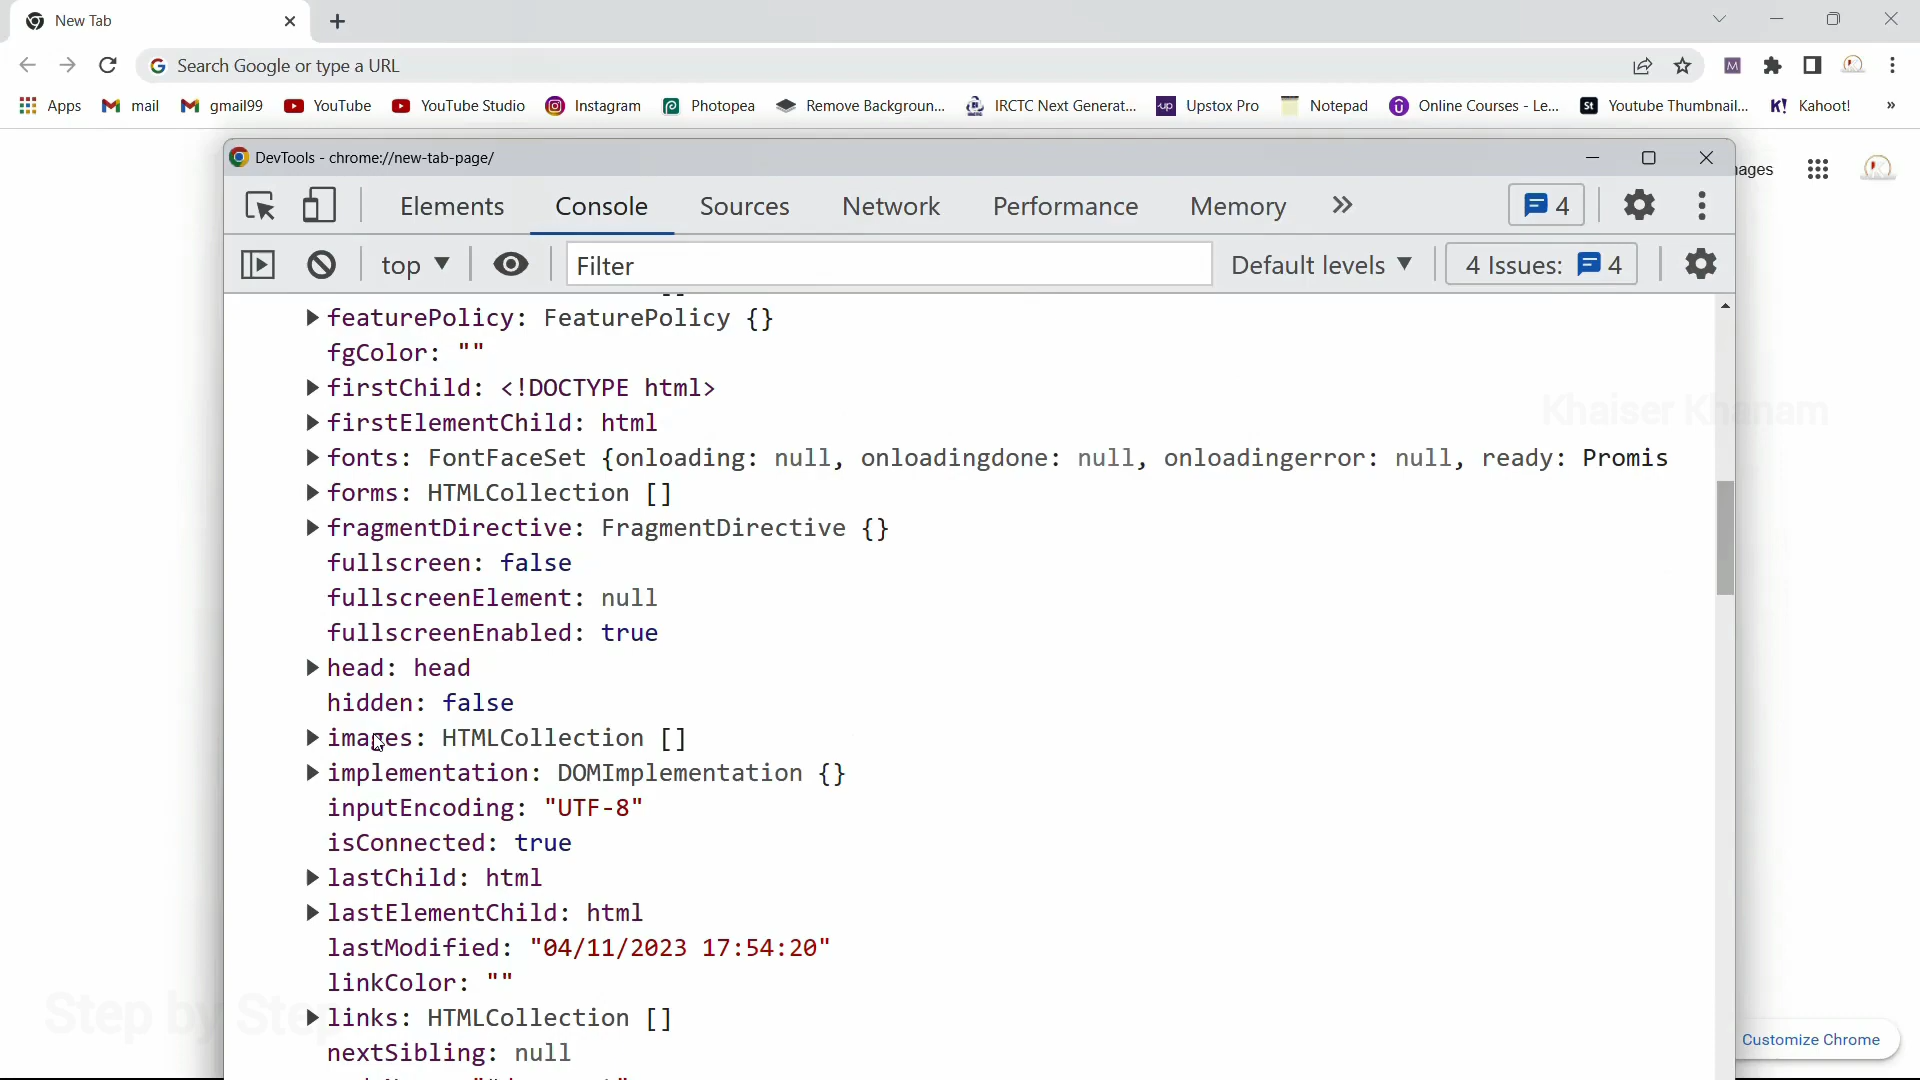 New Tab
Search Google or type a URL
Apps mail gmail99 YouTube YouTube Studio Instagram Photopea Remove Backgroun... IRCTC Next Generat... Upstox Pro Notepad Online Courses - Le... Youtube Thumbnail... Kahoot! »
DevTools - chrome://new-tab-page/
ages
Elements Console Sources Network Performance Memory » 4
top Filter Default levels 4 Issues: 4
featurePolicy: FeaturePolicy {}
fgColor: ""
firstChild: <!DOCTYPE html>
Khaiser Khanam
firstElementChild: html
fonts: FontFaceSet {onloading: null, onloadingdone: null, onloadingerror: null, ready: Promis
forms: HTMLCollection []
fragmentDirective: FragmentDirective {}
fullscreen: false
fullscreenElement: null
fullscreenEnabled: true
head: head
hidden: false
images: HTMLCollection []
implementation: DOMImplementation {}
inputEncoding: "UTF-8"
isConnected: true
lastChild: html
lastElementChild: html
lastModified: "04/11/2023 17:54:20"
linkColor: ""
Step by Step
links: HTMLCollection []
Customize Chrome
nextSibling: null